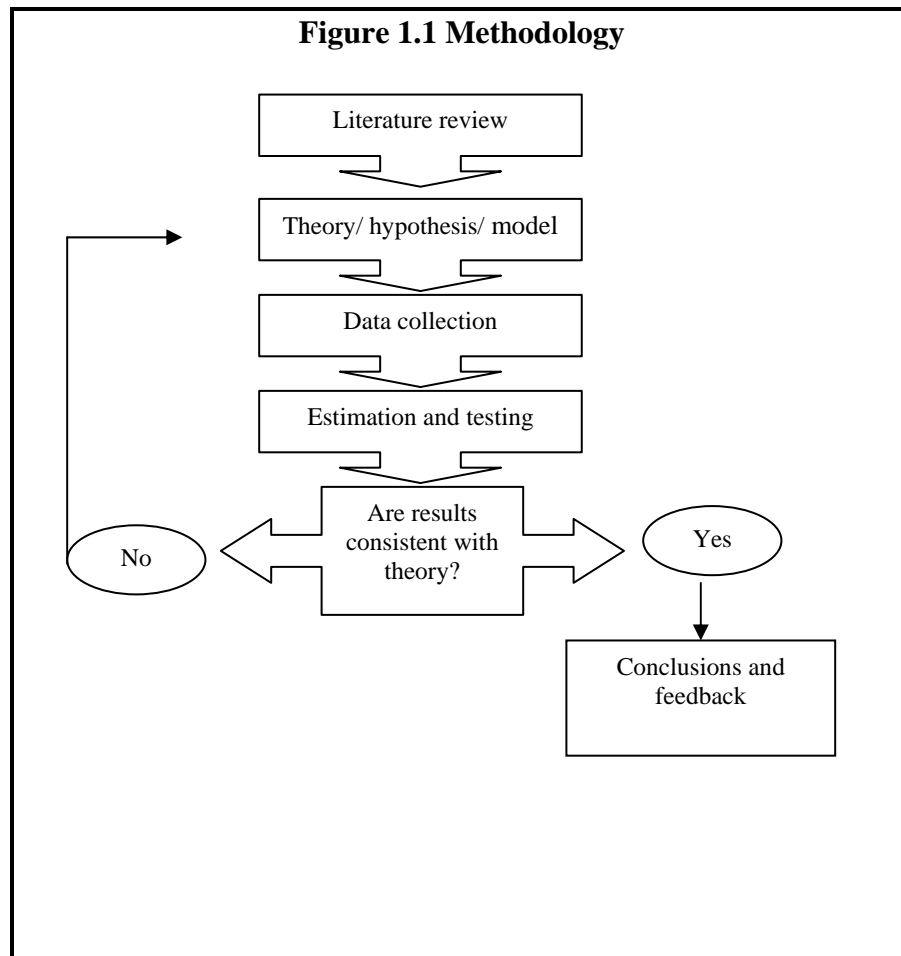 Figure 1.1 Methodology
Literature review
Theory/ hypothesis/ model
Data collection
Estimation and testing
Are results
consistent with
theory?
No
Yes
Conclusions and
feedback